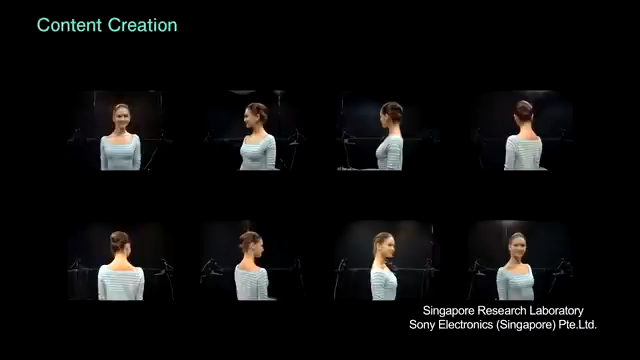 Content Creation
Singapore Research Laboratory
Sony Electronics (Singapore) Pte.Ltd.